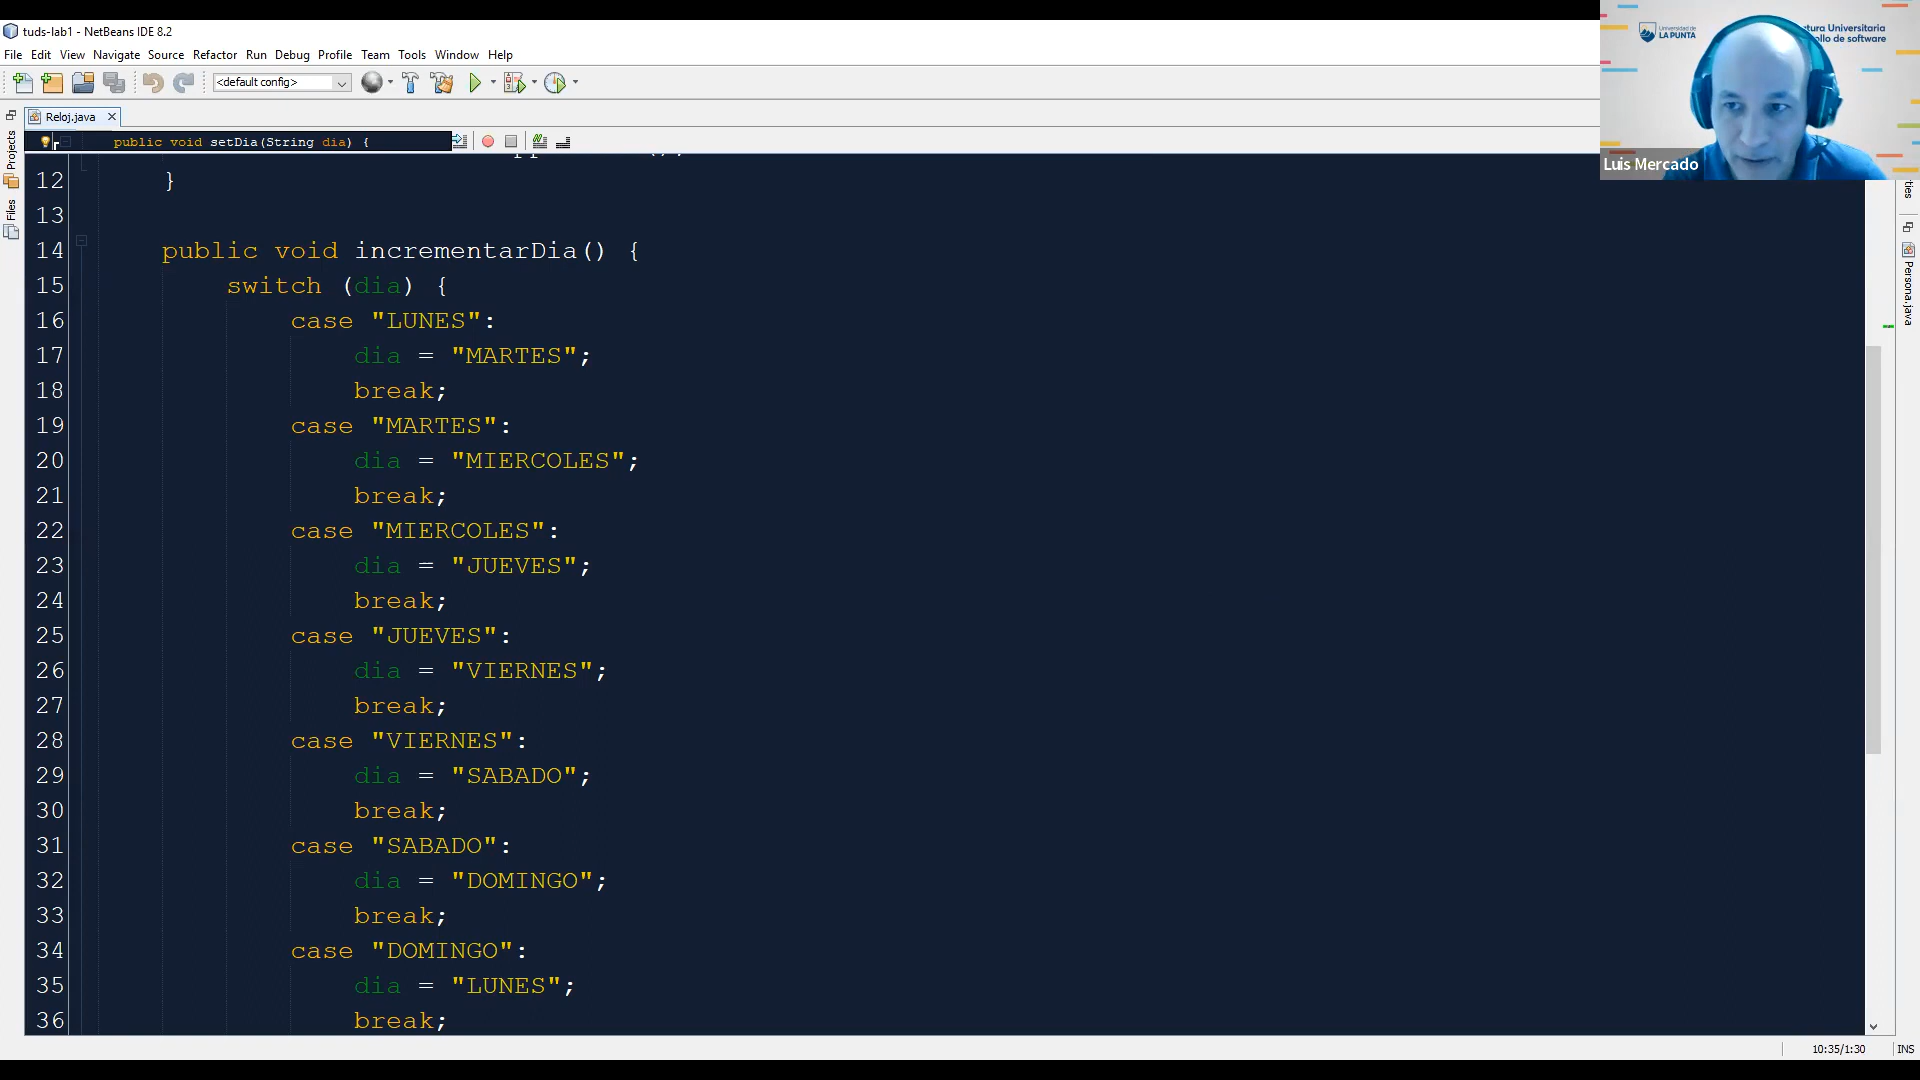 tuds-lab1 - NetBeans IDE 8.2
File Edit View Navigate Source Refactor Run Debug Profile Team Tools Window Help
<default config>
Reloj.java
public void setDia(String dia) {
12 }
13
14 public void incrementarDia() {
15 switch (dia) {
16 case "LUNES":
17 dia = "MARTES";
18 break;
19 case "MARTES":
20 dia = "MIERCOLES";
21 break;
22 case "MIERCOLES":
23 dia = "JUEVES";
24 break;
25 case "JUEVES":
26 dia = "VIERNES";
27 break;
28 case "VIERNES":
29 dia = "SABADO";
30 break;
31 case "SABADO":
32 dia = "DOMINGO";
33 break;
34 case "DOMINGO":
35 dia = "LUNES";
36 break;
Projects
Files
Universidad de
LA PUNTA
Universitaria
de software
Luis Mercado
Persona.java
10:35/1:30 INS